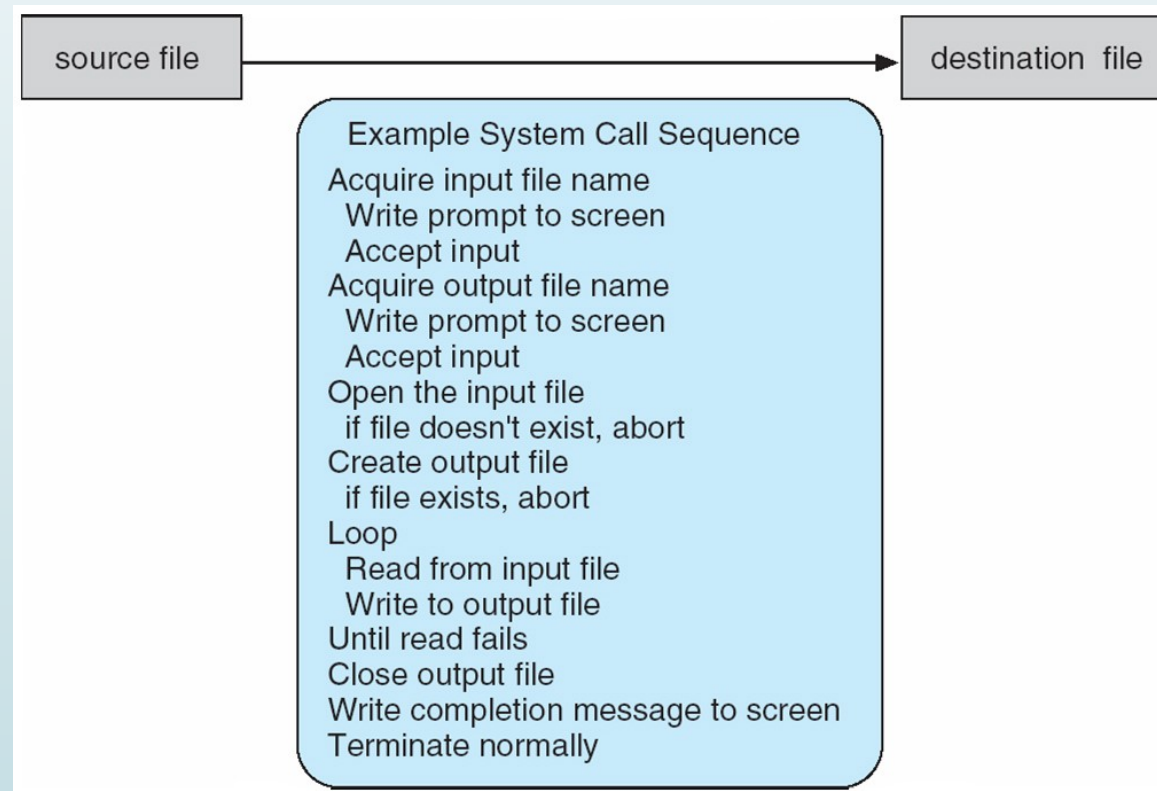 source file
destination file
Example System Call Sequence
Acquire input file name
Write prompt to screen
Accept input
Acquire output file name
Write prompt to screen
Accept input
Open the input file
if file doesn't exist, abort
Create output file
if file exists, abort
Loop
Read from input file
Write to output file
Until read fails
Close output file
Write completion message to screen
Terminate normally